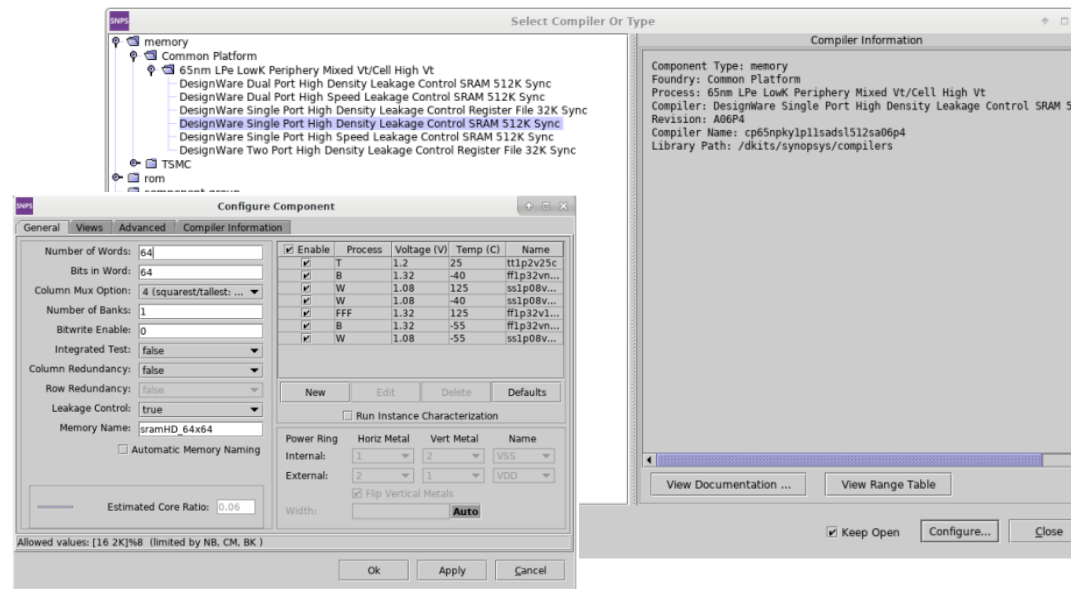 SNPS Select Compiler Or Type
memory
Common Platform
65nm LPe LowK Periphery Mixed Vt/Cell High Vt
DesignWare Dual Port High Density Leakage Control SRAM 512K Sync
DesignWare Dual Port High Speed Leakage Control SRAM 512K Sync
DesignWare Single Port High Density Leakage Control Register File 32K Sync
DesignWare Single Port High Density Leakage Control SRAM 512K Sync
DesignWare Single Port High Speed Leakage Control SRAM 512K Sync
DesignWare Two Port High Density Leakage Control Register File 32K Sync
TSMC
rom
Compiler Information
Component Type: memory
Foundry: Common Platform
Process: 65nm LPe LowK Periphery Mixed Vt/Cell High Vt
Compiler: DesignWare Single Port High Density Leakage Control SRAM 5
Revision: A06P4
Compiler Name: cp65npky1p11sadsl512sa06p4
Library Path: /dkits/synopsys/compilers
View Documentation ... View Range Table
Keep Open Configure... Close
SNPS Configure Component
General Views Advanced Compiler Information
Number of Words: 64
Bits in Word: 64
Column Mux Option: 4 (squarest/tallest: ...
Number of Banks: 1
Bitwrite Enable: 0
Integrated Test: false
Column Redundancy: false
Row Redundancy: false
Leakage Control: true
Memory Name: sramHD_64x64
Automatic Memory Naming
Estimated Core Ratio: 0.06
Enable Process Voltage (V) Temp (C) Name
T 1.2 25 tt1p2v25c
B 1.32 -40 ff1p32vn...
W 1.08 125 ss1p08v...
W 1.08 -40 ss1p08v...
FFF 1.32 125 ff1p32v1...
B 1.32 -55 ff1p32vn...
W 1.08 -55 ss1p08v...
New Edit Delete Defaults
Run Instance Characterization
Power Ring Horiz Metal Vert Metal Name
Internal: 1 2 VSS
External: 2 1 VDD
Flip Vertical Metals
Width: Auto
Allowed values: [16 2K]%8 (limited by NB, CM, BK )
Ok Apply Cancel